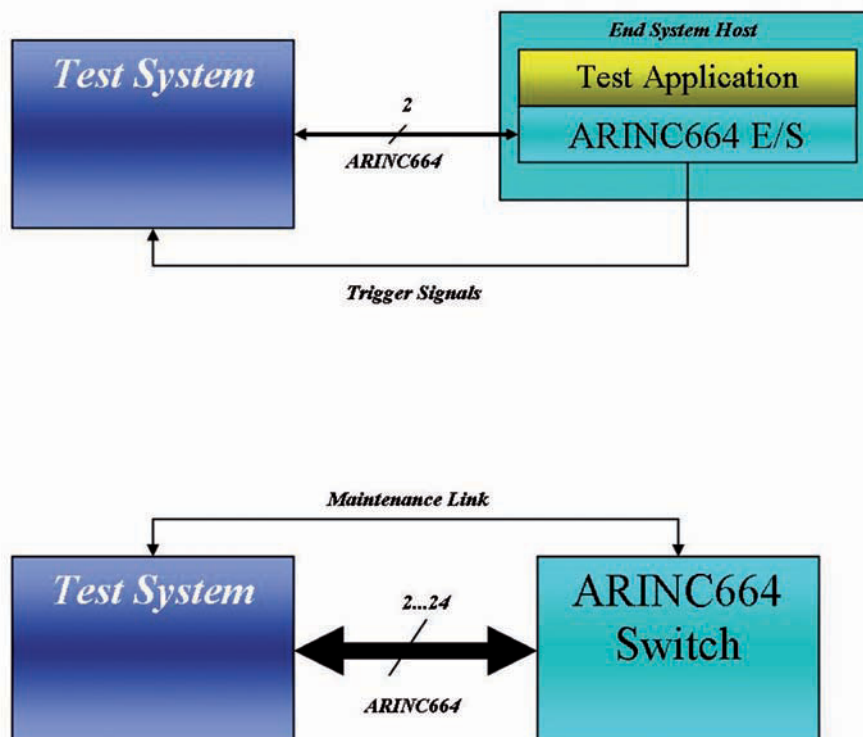 End System Host
Test System
Test Application
2
ARINC664 E/S
ARINC664
Trigger Signals
Maintenance Link
Test System
ARINC664
Switch
2...24
ARINC664